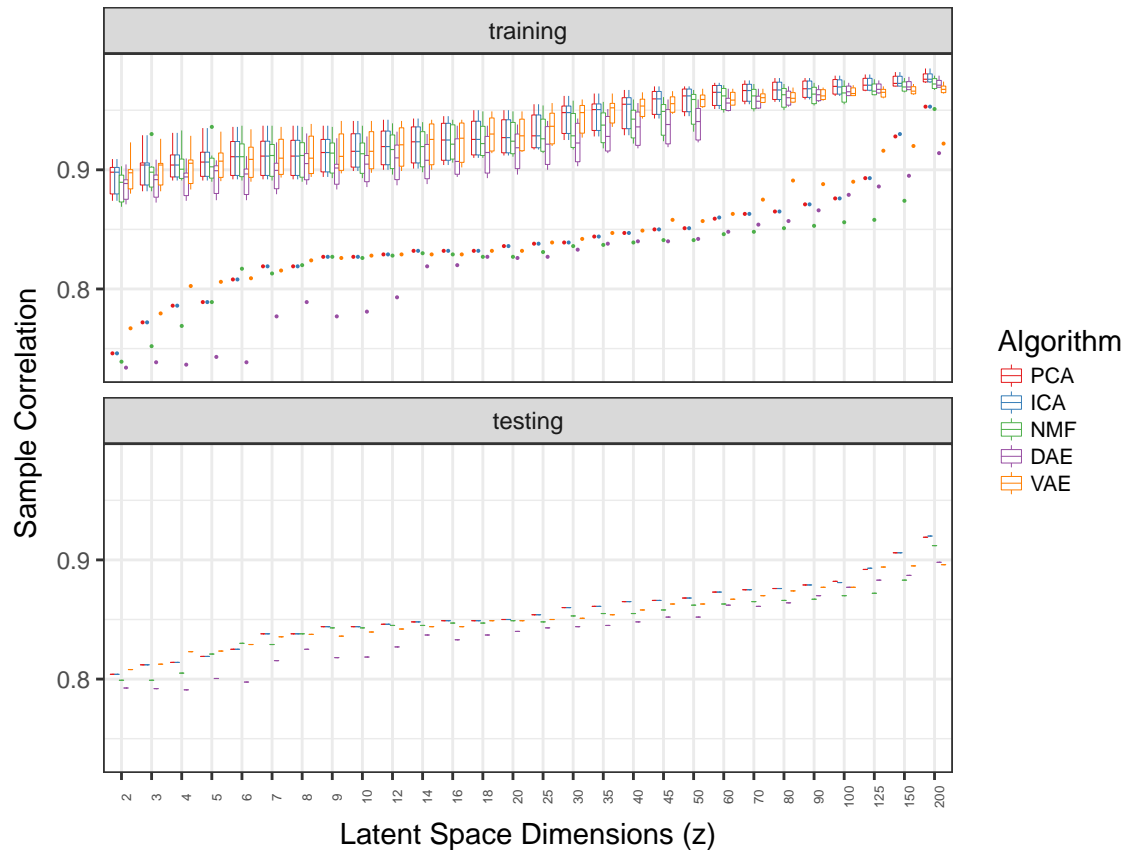 training
0.9
0.8
testing
0.9
0.8
2 3 4 5 6 7 8 9 10 12 14 16 18 20 25 30 35 40 45 50 60 70 80 90 100 125 150 200
Latent Space Dimensions (z)
Sample Correlation
Algorithm
PCA
ICA
NMF
DAE
VAE